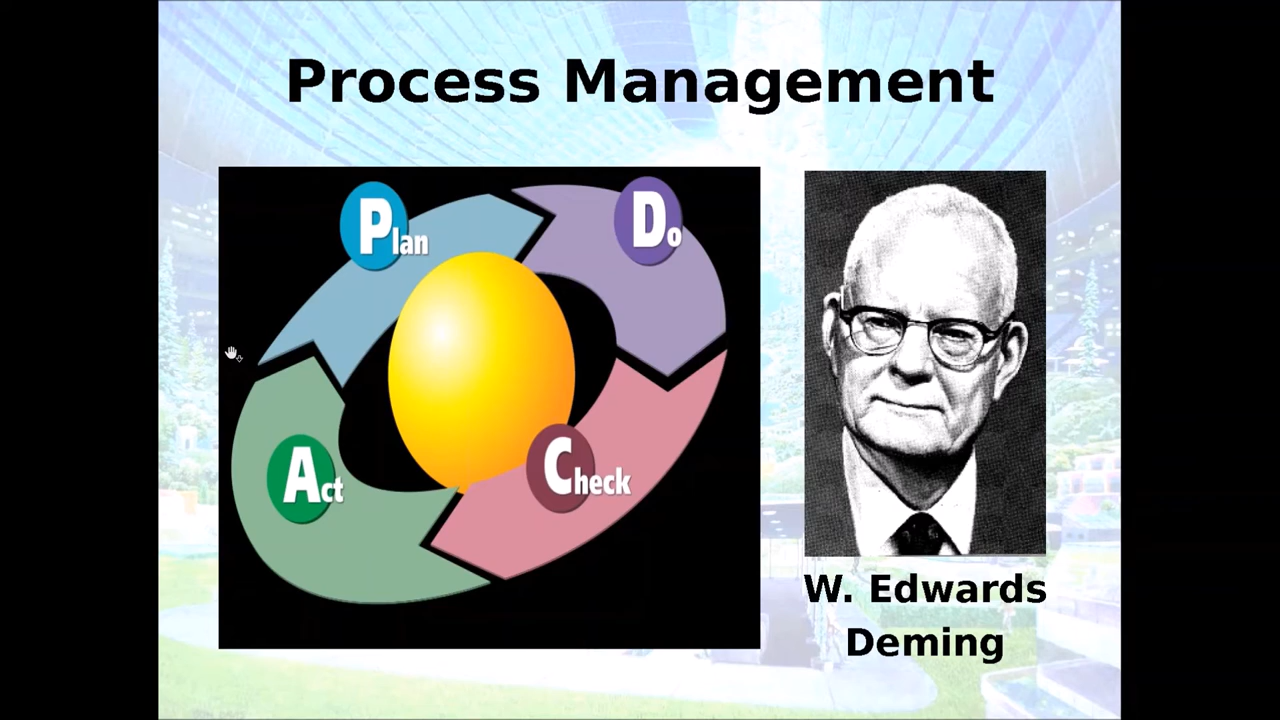 Process Management
Plan
Do
Act
Check
W. Edwards
Deming